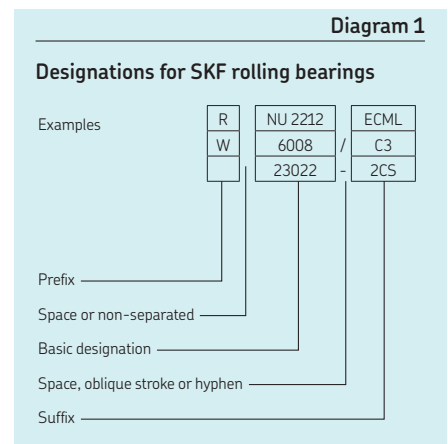 Diagram 1
Designations for SKF rolling bearings
Examples R NU 2212 ECML
W 6008 / C3
23022 - 2CS
Prefix
Space or non-separated
Basic designation
Space, oblique stroke or hyphen
Suffix